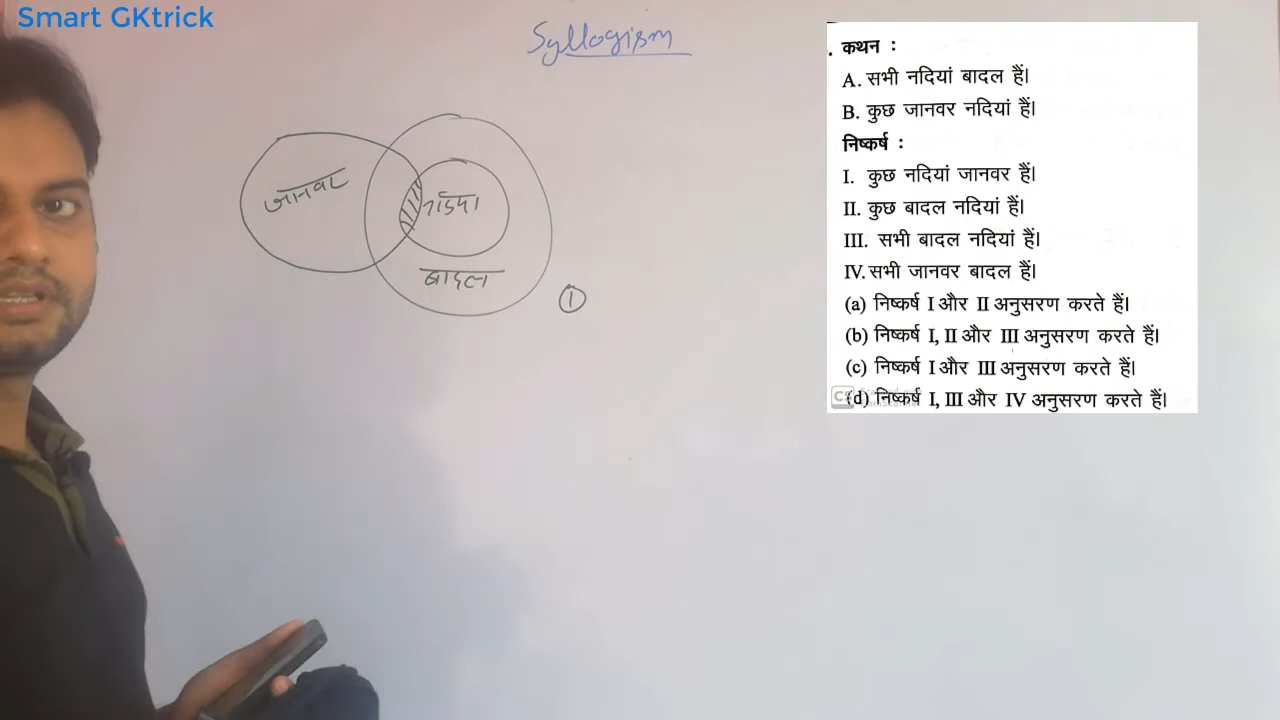 Smart GKtrick
Syllogism
जानवर
नदियां
बादल
1
. कथन :
A. सभी नदियां बादल हैं।
B. कुछ जानवर नदियां हैं।
निष्कर्ष :
I. कुछ नदियां जानवर हैं।
II. कुछ बादल नदियां हैं।
III. सभी बादल नदियां हैं।
IV. सभी जानवर बादल हैं।
(a) निष्कर्ष I और II अनुसरण करते हैं।
(b) निष्कर्ष I, II और III अनुसरण करते हैं।
(c) निष्कर्ष I और III अनुसरण करते हैं।
CS
(d) निष्कर्ष I, III और IV अनुसरण करते हैं।